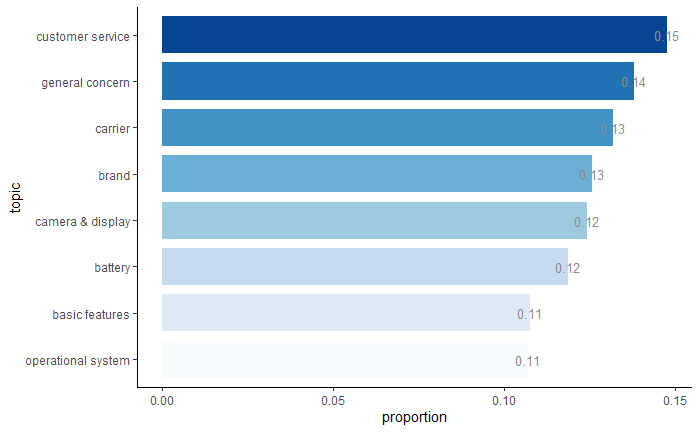 customer service 0.15
general concern 0.14
carrier 0.13
brand 0.13
camera & display 0.12
battery 0.12
basic features 0.11
operational system 0.11
topic
0.00 0.05 0.10 0.15
proportion